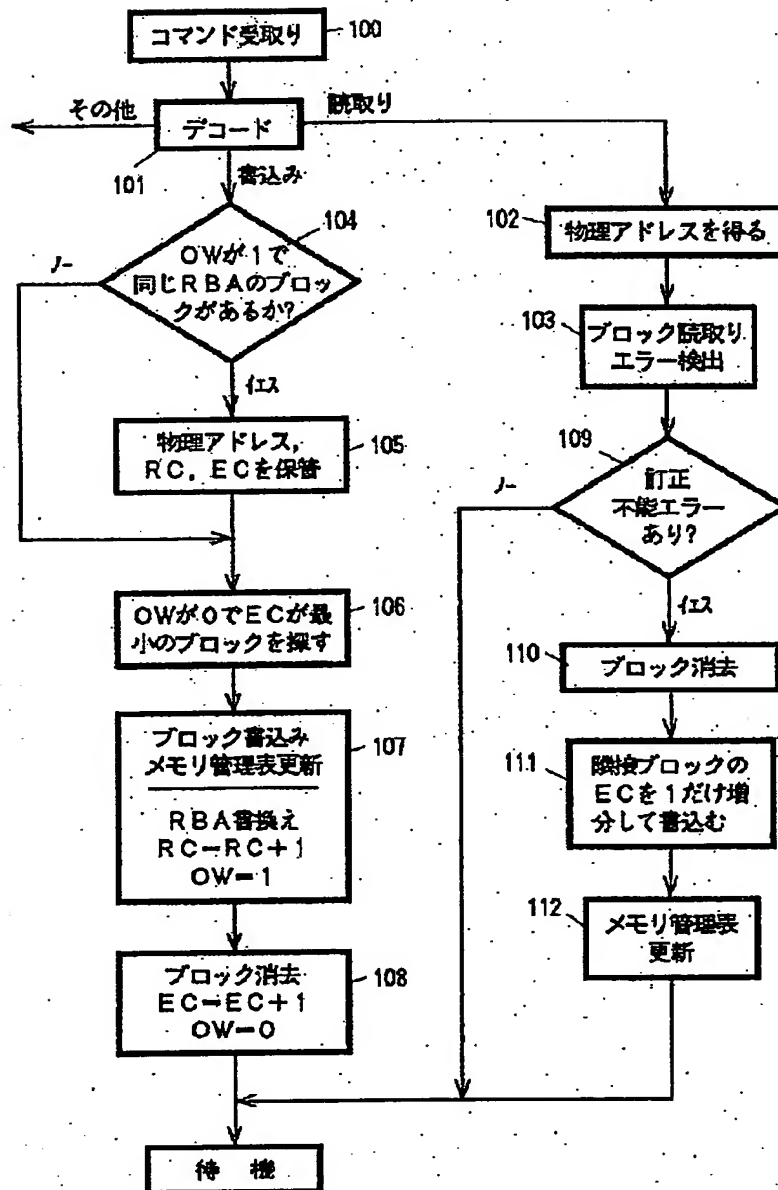 コマンド受取り
100
その他
デコード
読取り
101
書込み
104
OWが1で
同じRBAのブロッ
クがあるか?
ノー
イエス
物理アドレス,
RC, ECを保管
105
OWが0でECが最
小のブロックを探す
106
ブロック書込み
メモリ管理表更新
107
RBA書換え
RC=RC+1
OW=1
ブロック消去
EC=EC+1
OW=0
108
待 機
102
物理アドレスを得る
103
ブロック読取り
エラー検出
109
訂正
不能エラー
あり?
ノー
イエス
110
ブロック消去
111
隣接ブロックの
ECを1だけ増
分して書込む
112
メモリ管理表
更新